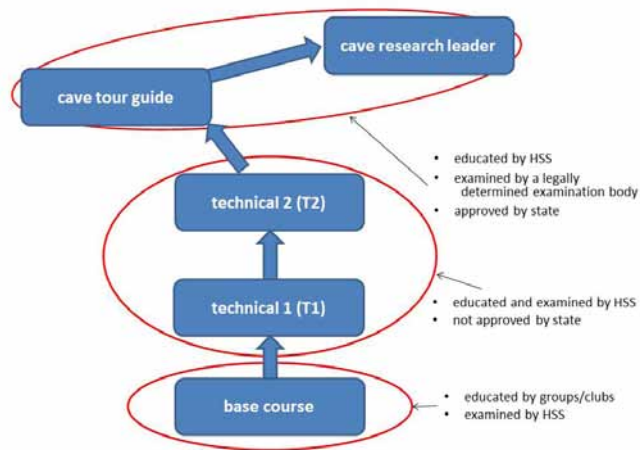 cave research leader
cave tour guide
• educated by HSS
• examined by a legally
determined examination body
• approved by state
technical 2 (T2)
technical 1 (T1)
• educated and examined by HSS
• not approved by state
base course
• educated by groups/clubs
• examined by HSS